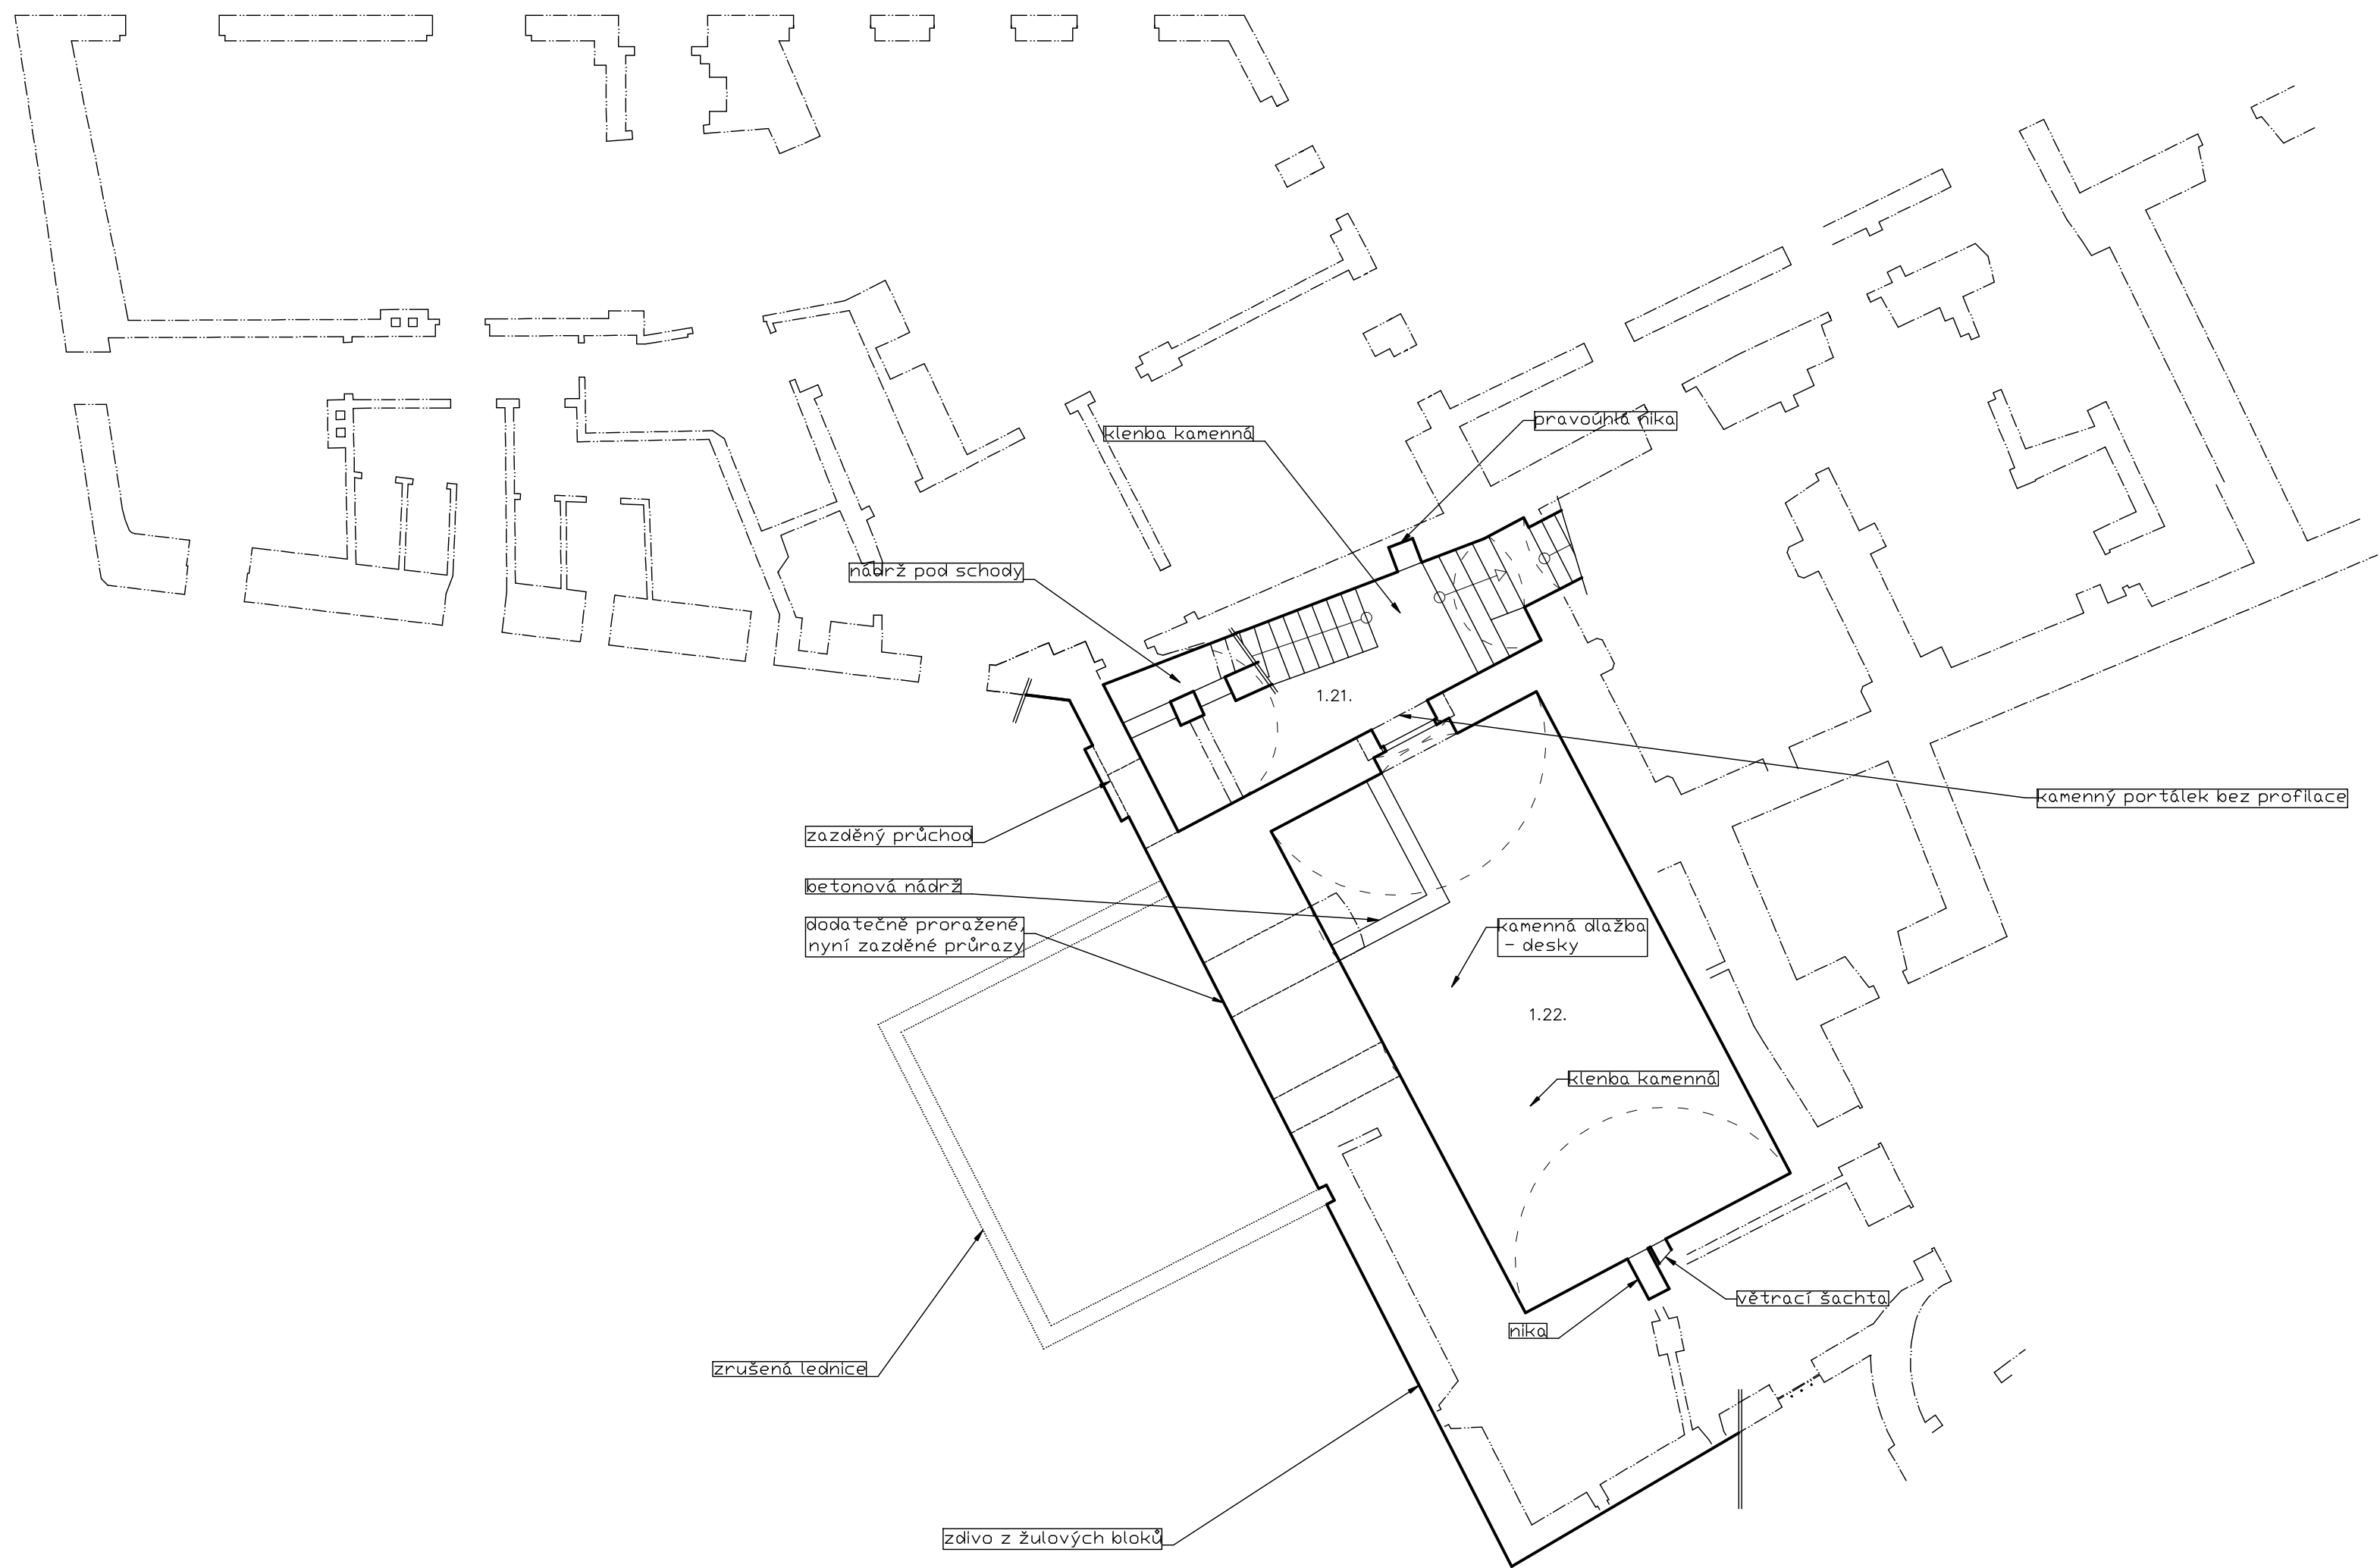 pravoúhlá nika
klenba kamenná
nádrž pod schody
1.21.
kamenný portálek bez profilace
zazděný průchod
betonová nádrž
dodatečně proražené,
nyní zazděné průrazy
kamenná dlažba
- desky
1.22.
klenba kamenná
větrací šachta
nika
zrušená lednice
zdivo z žulových bloků